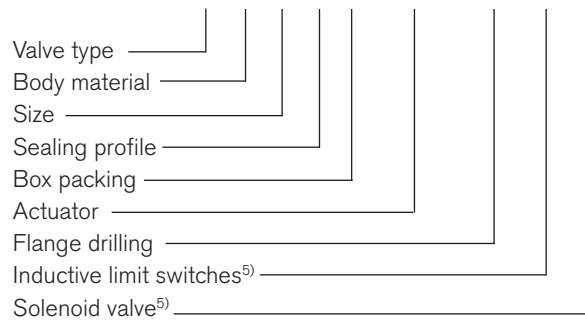 Valve type
Body material
Size
Sealing profile
Box packing
Actuator
Flange drilling
Inductive limit switches5)
Solenoid valve5)